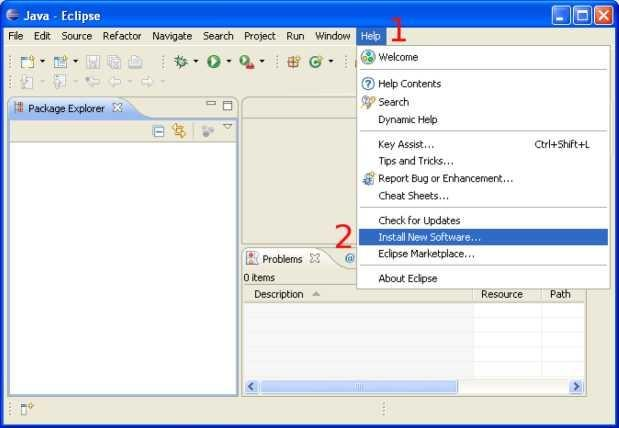 Java - Eclipse
File Edit Source Refactor Navigate Search Project Run Window Help 1
Welcome
Help Contents
Search
Dynamic Help
Key Assist... Ctrl+Shift+L
Tips and Tricks...
Report Bug or Enhancement...
Cheat Sheets...
Check for Updates
2 Install New Software...
Eclipse Marketplace...
About Eclipse
Package Explorer
Problems @
0 items
Description Resource Path